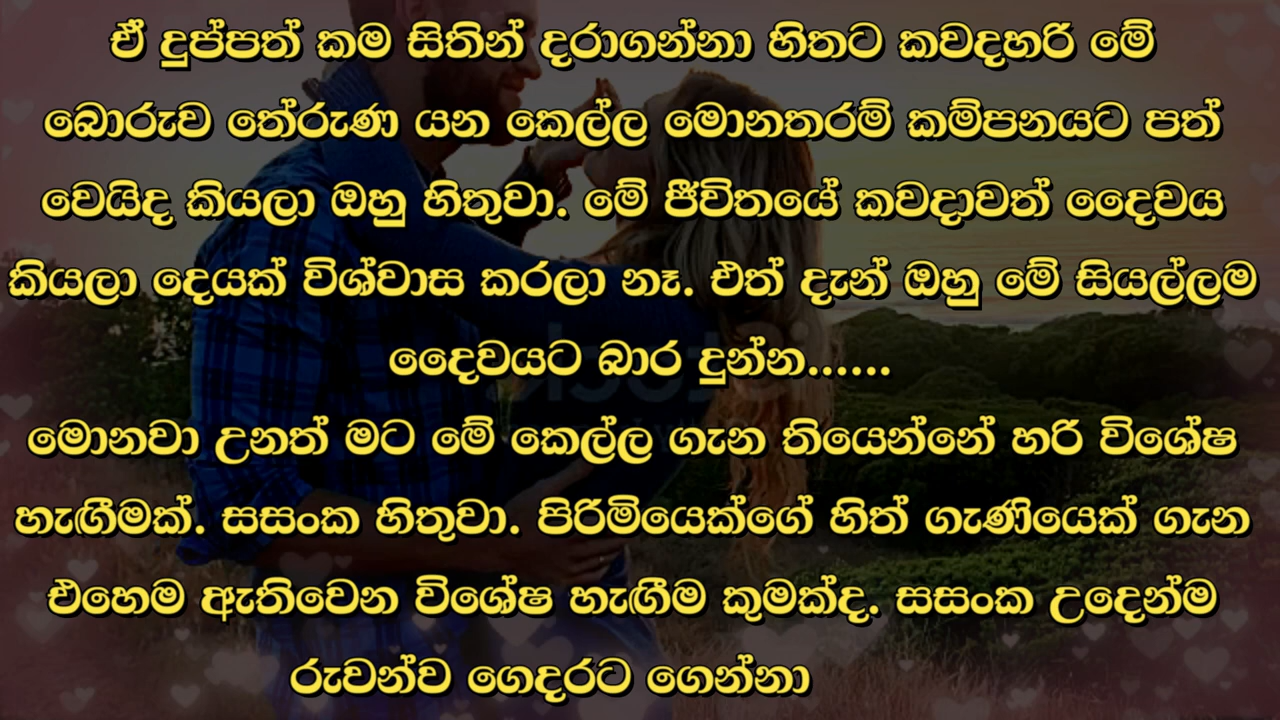 ඒ දුප්පත් කම සිතින් දරාගන්නා හිතට කවදහරි මේ
බොරුව තේරුණ යන කෙල්ල මොනතරම් කම්පනයට පත්
වෙයිද කියලා ඔහු හිතුවා. මේ ජීවිතයේ කවදාවත් දෛවය
කියලා දෙයක් විශ්වාස කරලා නෑ. එත් දැන් ඔහු මේ සියල්ලම
දෛවයට බාර දුන්න......
මොනවා උනත් මට මේ කෙල්ල ගැන තියෙන්නේ හරි විශේෂ
හැඟීමක්. සසංක හිතුවා. පිරිමියෙක්ගේ හිත් ගැණියෙක් ගැන
එහෙම ඇතිවෙන විශේෂ හැඟීම කුමක්ද. සසංක උදෙන්ම
රුවන්ව ගෙදරට ගෙන්නා